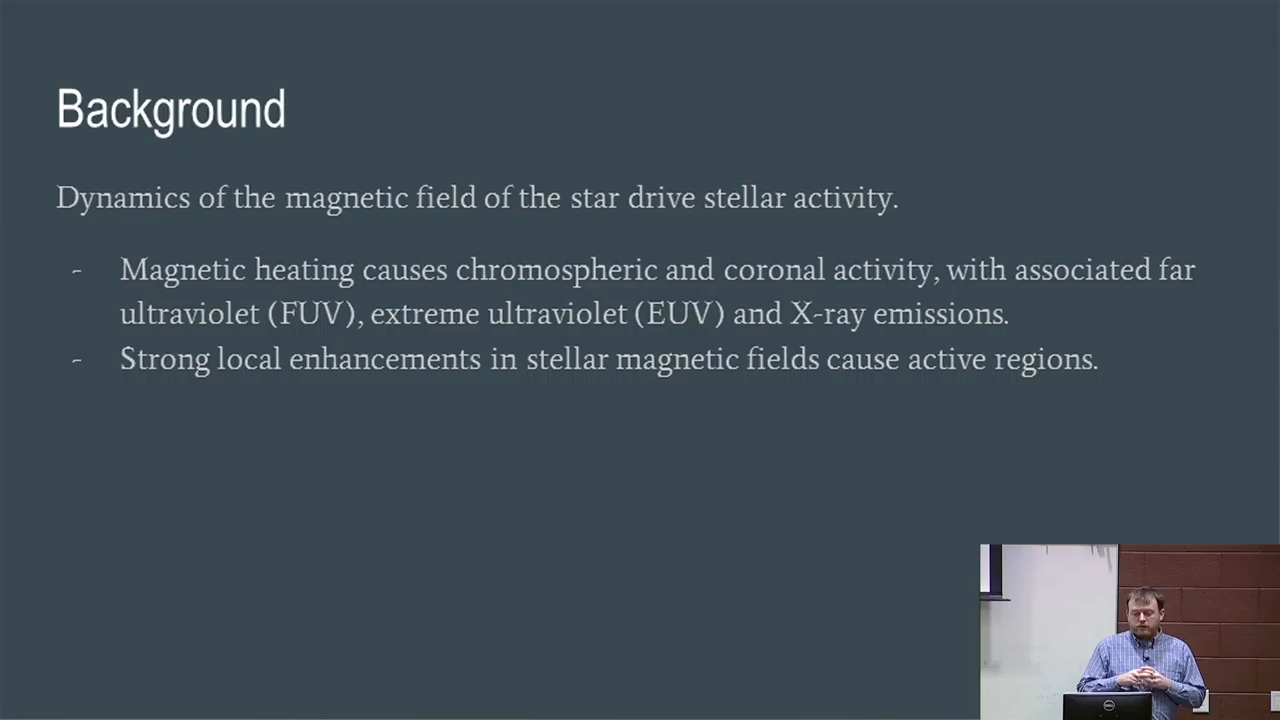 Background
Dynamics of the magnetic field of the star drive stellar activity.
- Magnetic heating causes chromospheric and coronal activity, with associated far
ultraviolet (FUV), extreme ultraviolet (EUV) and X-ray emissions.
- Strong local enhancements in stellar magnetic fields cause active regions.
DELL